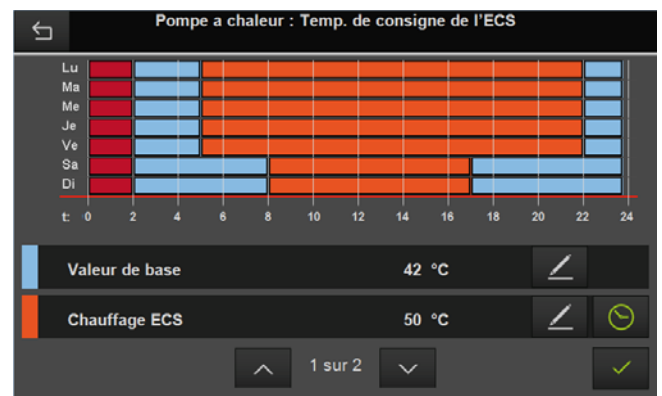 Pompe a chaleur : Temp. de consigne de l'ECS
Lu
Ma
Me
Je
Ve
Sa
Di
t: 0 2 4 6 8 10 12 14 16 18 20 22 24
Valeur de base 42 °C
Chauffage ECS 50 °C
1 sur 2